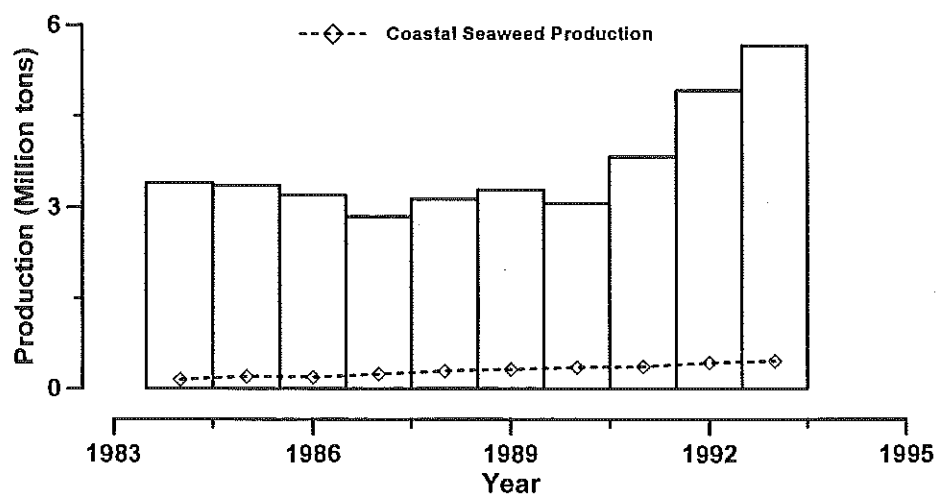 6
Coastal Seaweed Production
Production (Million tons)
3
0
1983 1986 1989 1992 1995
Year